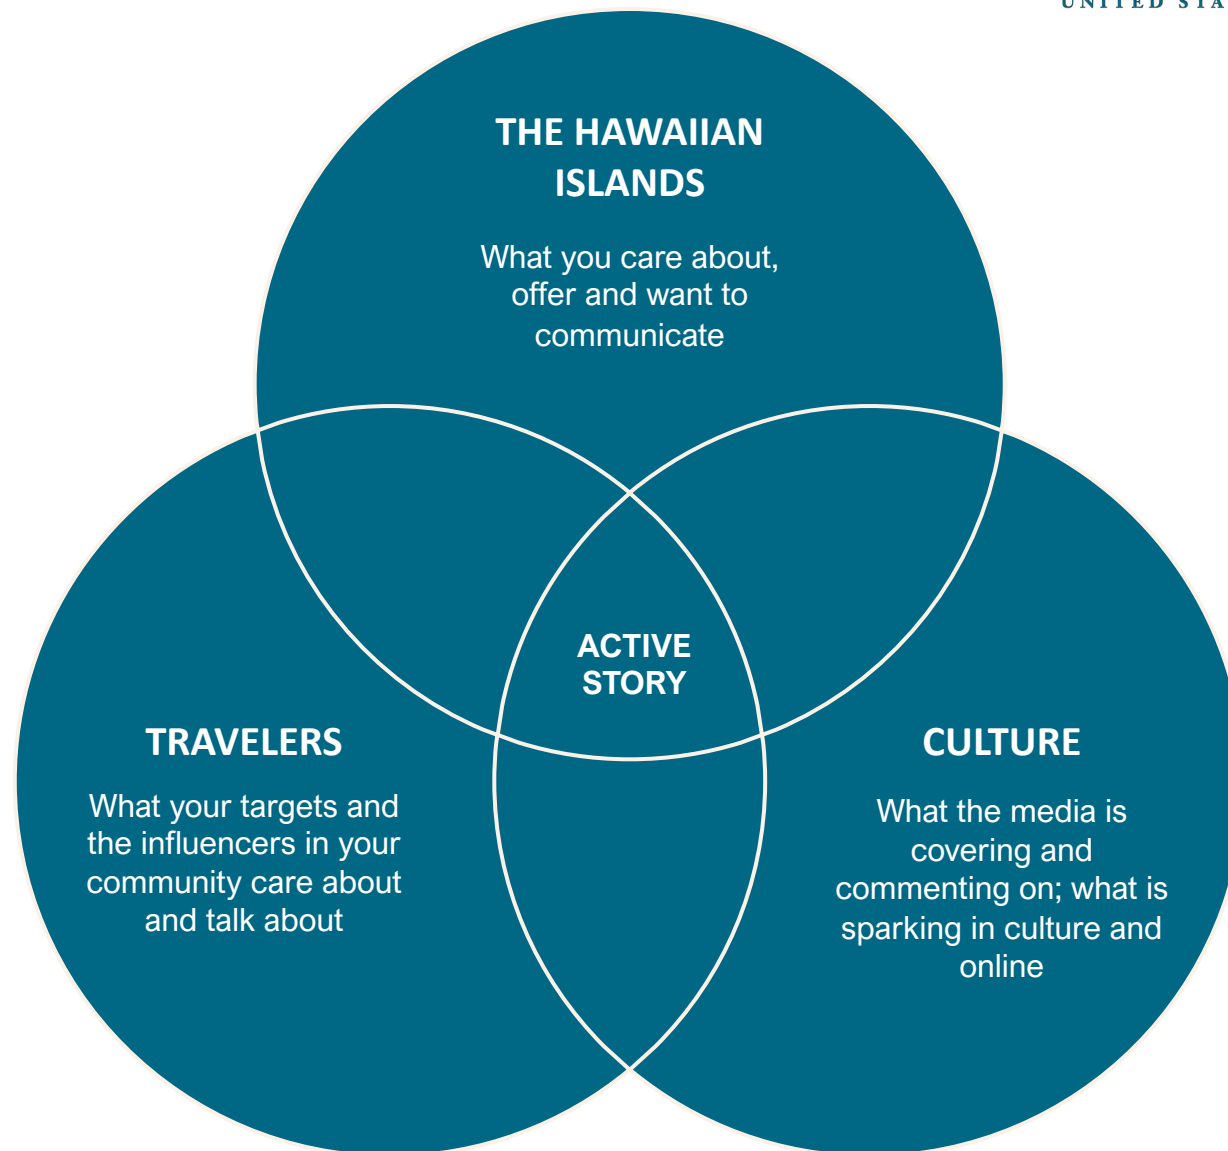 UNITED STA
THE HAWAIIAN
ISLANDS
What you care about,
offer and want to
communicate
ACTIVE
STORY
TRAVELERS
What your targets and
the influencers in your
community care about
and talk about
CULTURE
What the media is
covering and
commenting on; what is
sparking in culture and
online